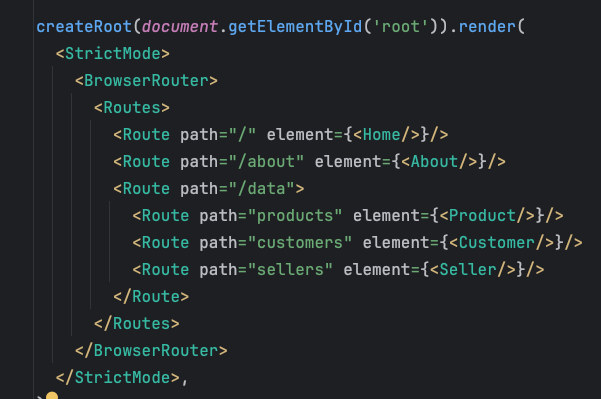 createRoot(document.getElementById('root')).render(
<StrictMode>
<BrowserRouter>
<Routes>
<Route path="/" element={<Home/>}/>
<Route path="/about" element={<About/>}/>
<Route path="/data">
<Route path="products" element={<Product/>}/>
<Route path="customers" element={<Customer/>}/>
<Route path="sellers" element={<Seller/>}/>
</Route>
</Routes>
</BrowserRouter>
</StrictMode>,